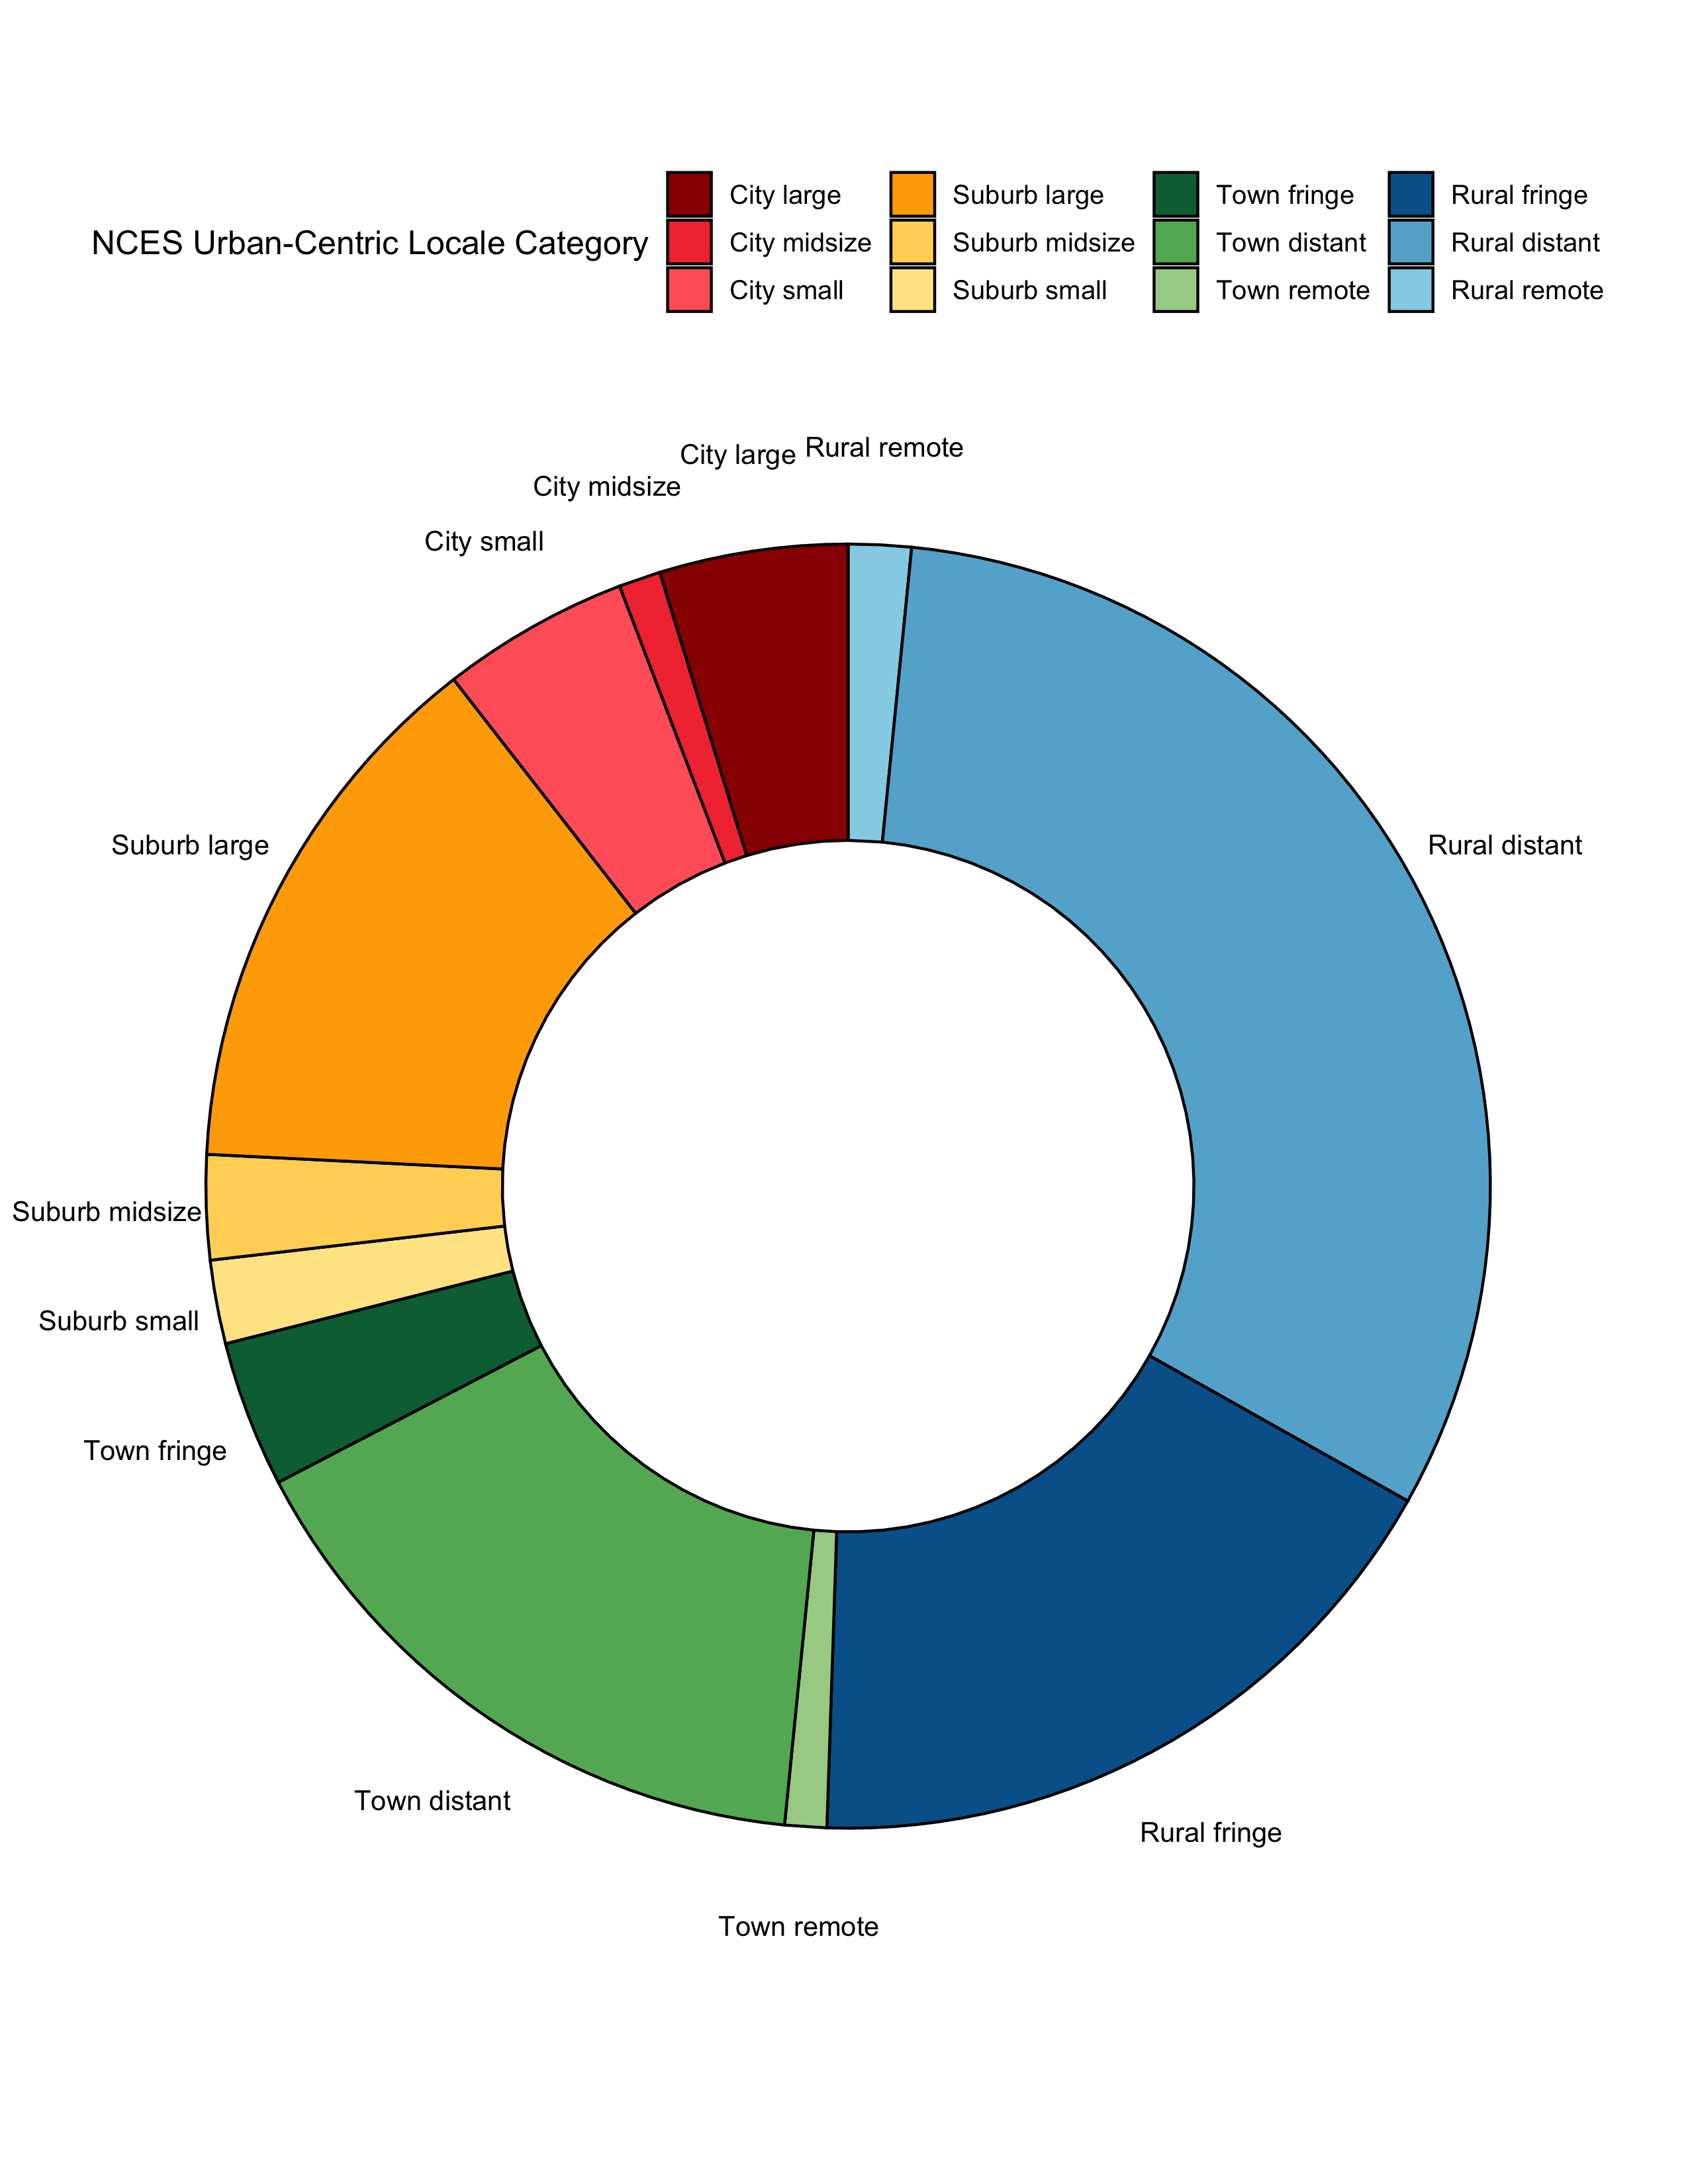 NCES Urban-Centric Locale Category
City large
City midsize
City small
Suburb large
Suburb midsize
Suburb small
Town fringe
Town distant
Town remote
Rural fringe
Rural distant
Rural remote
City large
Rural remote
City midsize
City small
Suburb large
Rural distant
Suburb midsize
Suburb small
Town fringe
Town distant
Rural fringe
Town remote